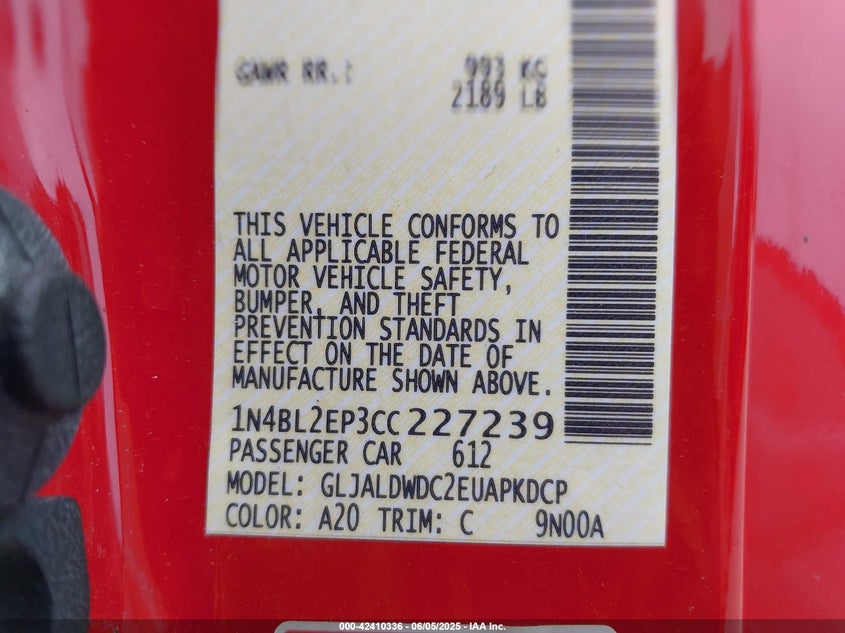 GAWR RR.: 993 KG
2189 LB
THIS VEHICLE CONFORMS TO
ALL APPLICABLE FEDERAL
MOTOR VEHICLE SAFETY,
BUMPER, AND THEFT
PREVENTION STANDARDS IN
EFFECT ON THE DATE OF
MANUFACTURE SHOWN ABOVE.
1N4BL2EP3CC227239
PASSENGER CAR 612
MODEL: GLJALDWDC2EUAPKDCP
COLOR: A20 TRIM: C 9N00A
000-42410336 - 06/05/2025 - IAA Inc.